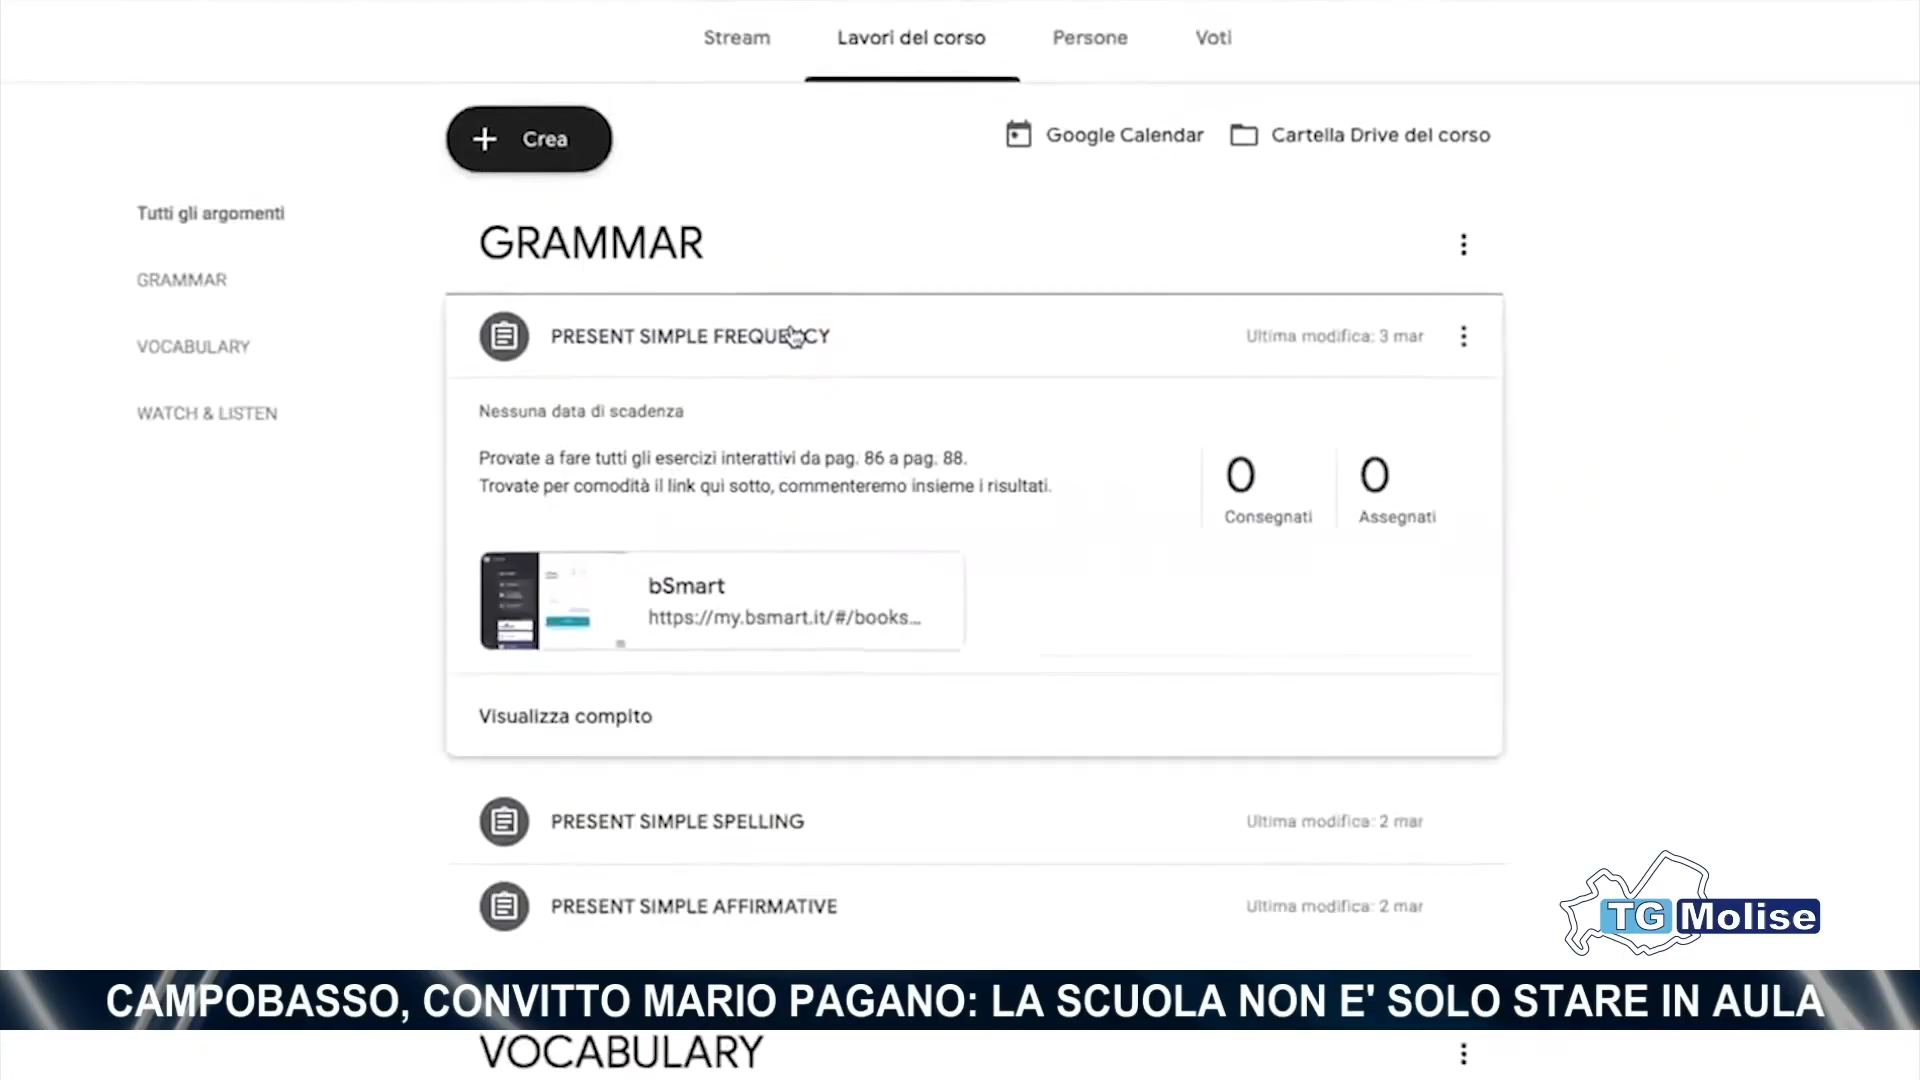 Stream
Lavori del corso
Persone
Voti
Crea
Google Calendar
Cartella Drive del corso
Tutti gli argomenti
GRAMMAR
VOCABULARY
WATCH & LISTEN
GRAMMAR
PRESENT SIMPLE FREQUENCY
Ultima modifica: 3 mar
Nessuna data di scadenza
Provate a fare tutti gli esercizi interattivi da pag. 86 a pag. 88.
Trovate per comodità il link qui sotto, commenteremo insieme i risultati.
0
Consegnati
0
Assegnati
bSmart
https://my.bsmart.it/#/books...
Visualizza compito
PRESENT SIMPLE SPELLING
Ultima modifica: 2 mar
PRESENT SIMPLE AFFIRMATIVE
Ultima modifica: 2 mar
TG Molise
CAMPOBASSO, CONVITTO MARIO PAGANO: LA SCUOLA NON E' SOLO STARE IN AULA
VOCABULARY